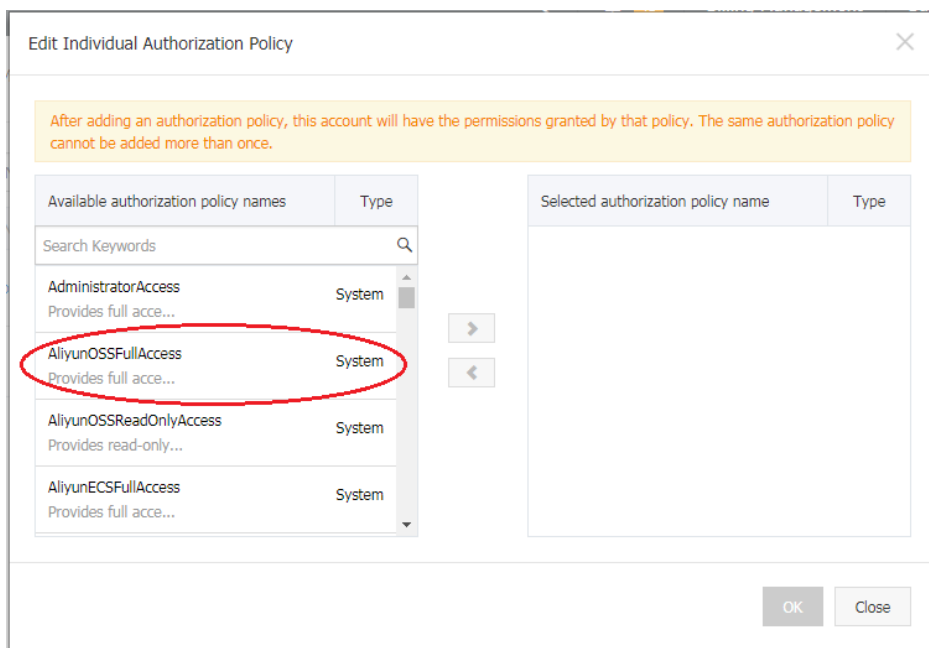 Edit Individual Authorization Policy
After adding an authorization policy, this account will have the permissions granted by that policy. The same authorization policy
cannot be added more than once.
Available authorization policy names Type
Search Keywords
AdministratorAccess System
Provides full acce...
AliyunOSSFullAccess System
Provides full acce...
AliyunOSSReadOnlyAccess System
Provides read-only...
AliyunECSFullAccess System
Provides full acce...
Selected authorization policy name Type
OK Close